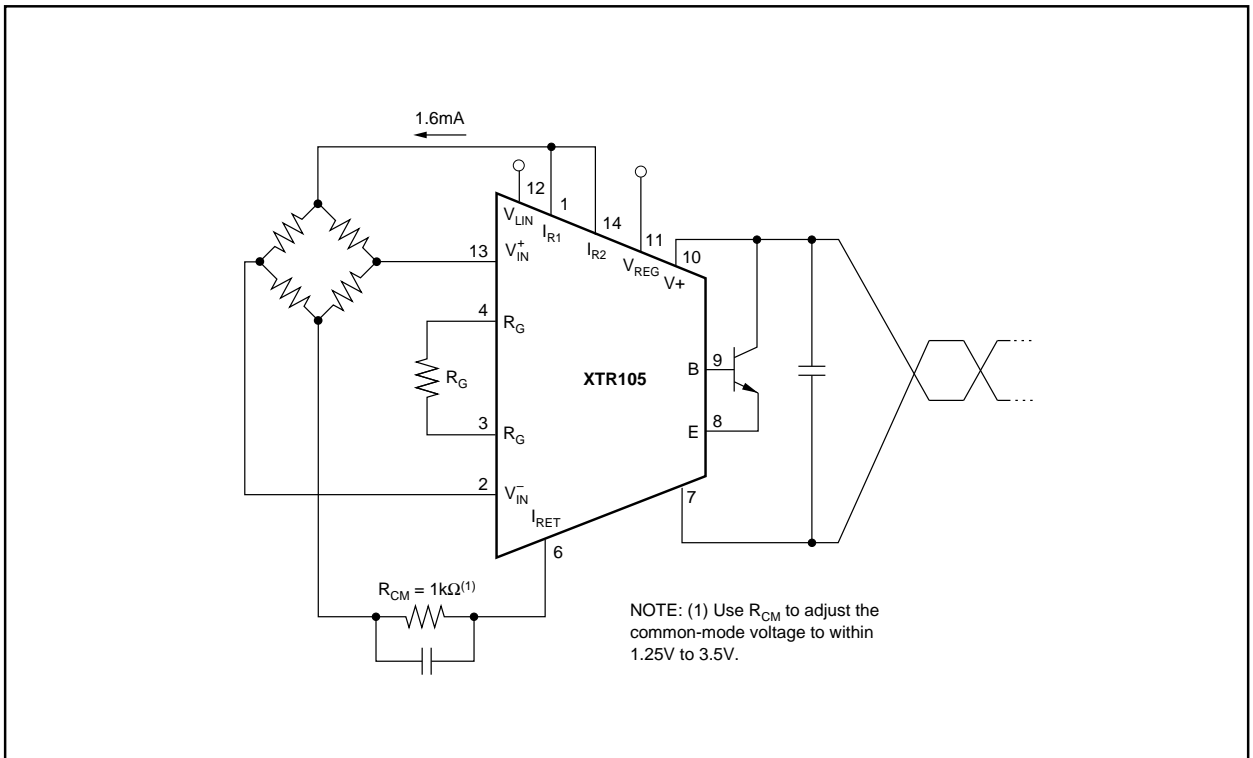 1.6mA
12
1
14
11
10
V_LIN
I_R1
I_R2
V_REG
V+
13
V_IN^+
4
R_G
R_G
3
R_G
XTR105
B
9
E
8
2
V_IN^–
I_RET
7
6
R_CM = 1kΩ(1)
NOTE: (1) Use R_CM to adjust the
common-mode voltage to within
1.25V to 3.5V.